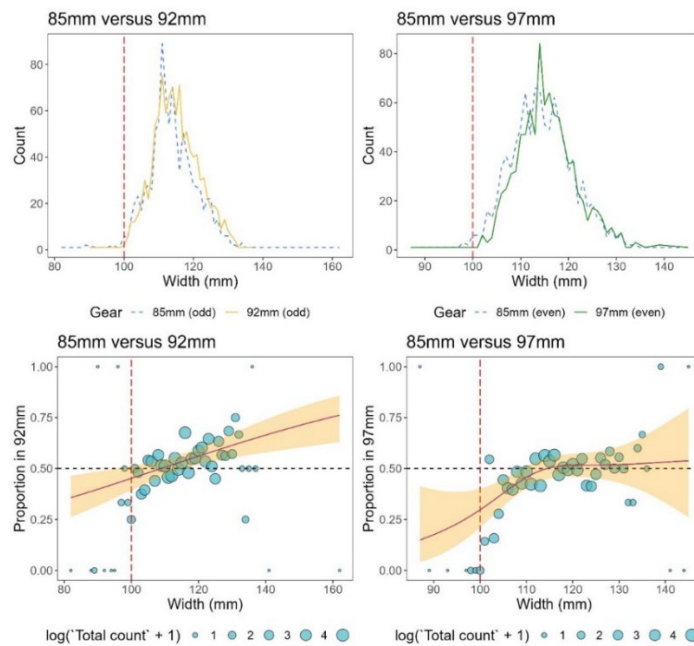 85mm versus 92mm
80
60
40
20
0
Count
80 100 120 140 160
Width (mm)
Gear 85mm (odd) 92mm (odd)
85mm versus 97mm
80
60
40
20
0
Count
90 100 110 120 130 140
Width (mm)
Gear 85mm (even) 97mm (even)
85mm versus 92mm
1.00
0.75
0.50
0.25
0.00
Proportion in 92mm
80 100 120 140 160
Width (mm)
log(`Total count` + 1) 1 2 3 4
85mm versus 97mm
1.00
0.75
0.50
0.25
0.00
Proportion in 97mm
90 100 110 120 130 140
Width (mm)
log(`Total count` + 1) 1 2 3 4